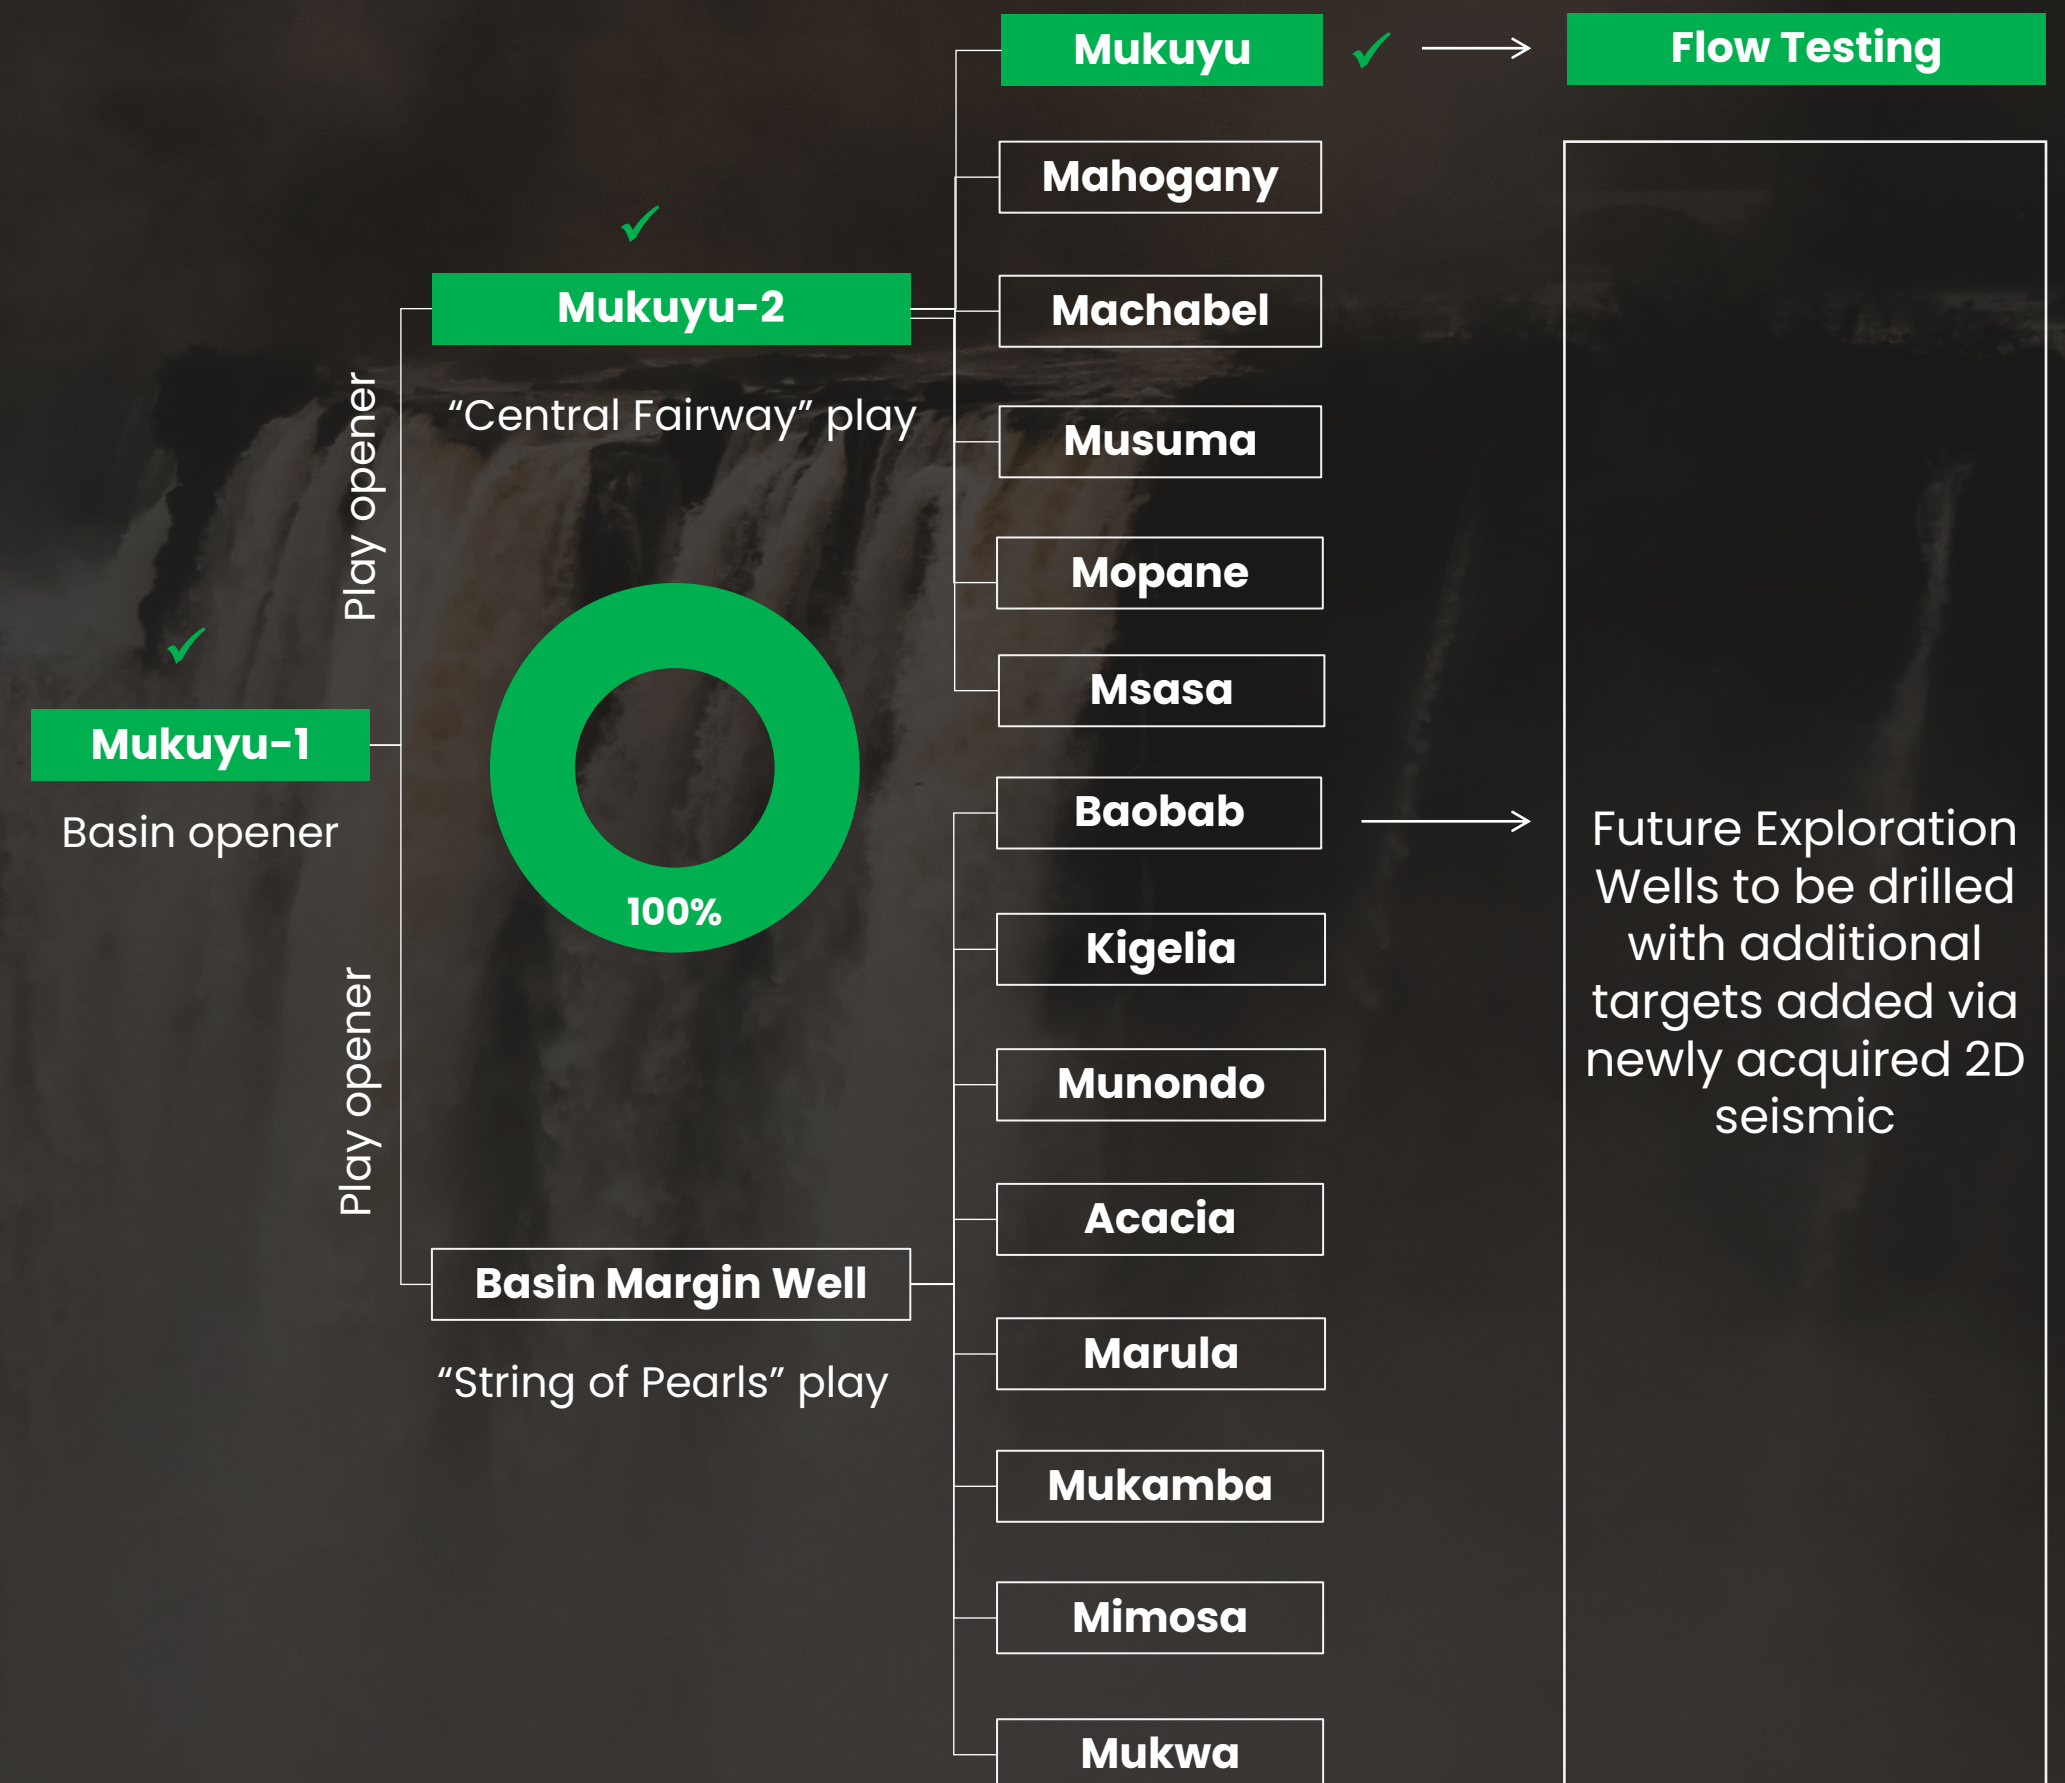 Mukuyu
Flow Testing
Mahogany
Machabel
Mukuyu-2
“Central Fairway” play
Musuma
Play opener
Mopane
Msasa
Mukuyu-1
Basin opener
100%
Baobab
Kigelia
Munondo
Future Exploration
Wells to be drilled
with additional
targets added via
newly acquired 2D
seismic
Play opener
Acacia
Basin Margin Well
“String of Pearls” play
Marula
Mukamba
Mimosa
Mukwa